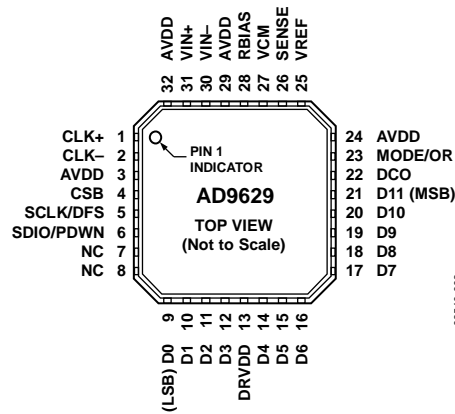 32 AVDD
31 VIN+
30 VIN–
29 AVDD
28 RBIAS
27 VCM
26 SENSE
25 VREF
CLK+ 1
CLK– 2
AVDD 3
CSB 4
SCLK/DFS 5
SDIO/PDWN 6
NC 7
NC 8
PIN 1
INDICATOR
AD9629
TOP VIEW
(Not to Scale)
24 AVDD
23 MODE/OR
22 DCO
21 D11 (MSB)
20 D10
19 D9
18 D8
17 D7
(LSB) D0 9
D1 10
D2 11
D3 12
DRVDD 13
D4 14
D5 15
D6 16